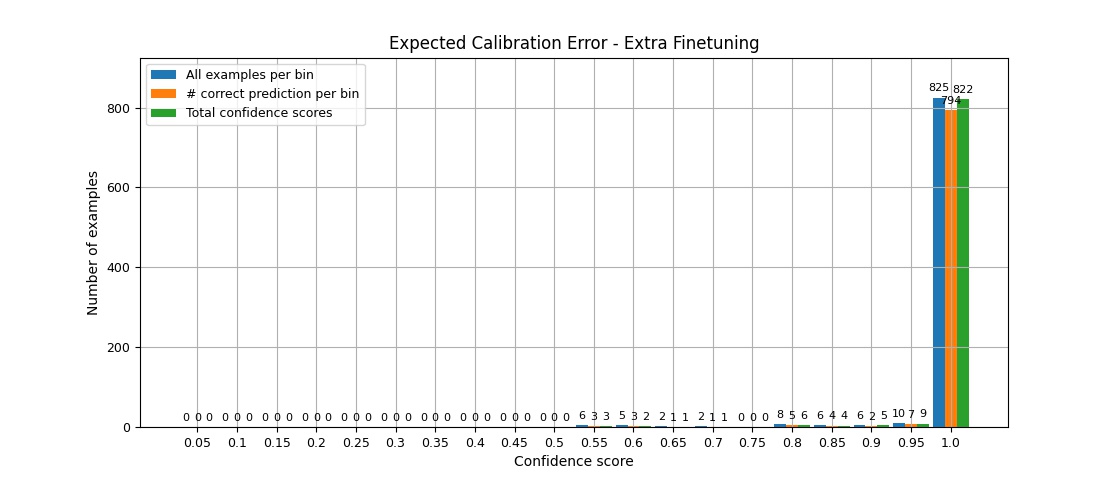 Expected Calibration Error - Extra Finetuning
All examples per bin
# correct prediction per bin
Total confidence scores
825 794 822
800
600
400
200
0
Number of examples
0 0 0 0 0 0 0 0 0 0 0 0 0 0 0 0 0 0 0 0 0 0 0 0 0 0 0 0 0 0 6 3 3 5 3 2 2 1 1 2 1 1 0 0 0 8 5 6 6 4 4 6 2 5 10 7 9
0.05 0.1 0.15 0.2 0.25 0.3 0.35 0.4 0.45 0.5 0.55 0.6 0.65 0.7 0.75 0.8 0.85 0.9 0.95 1.0
Confidence score